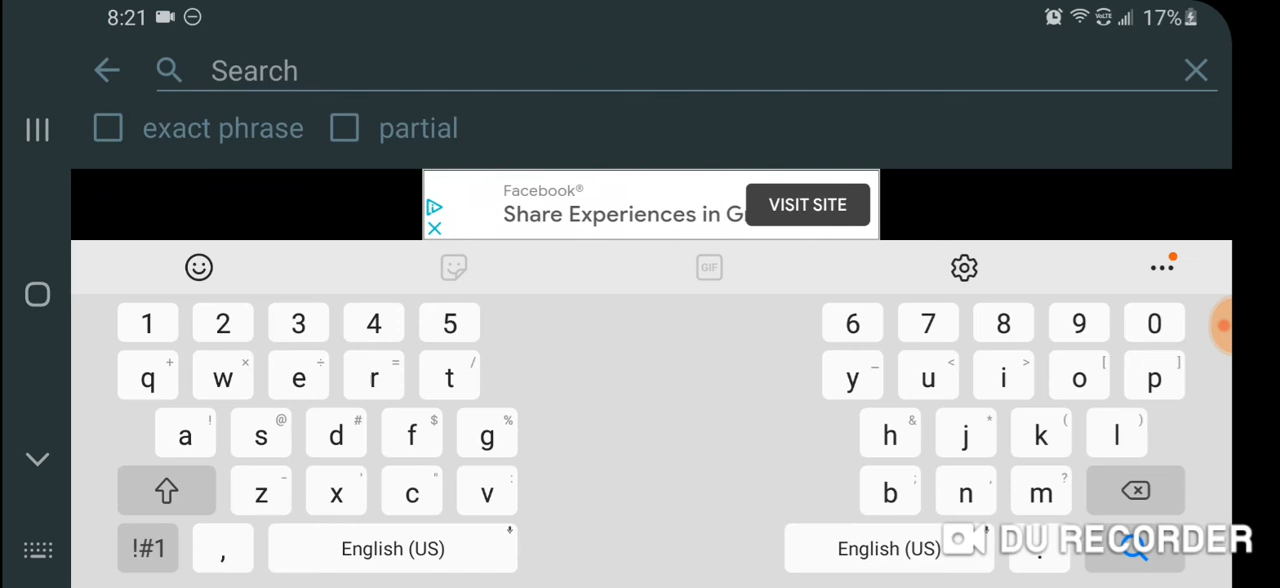 8:21 VoLTE 17%
Search
exact phrase partial
Facebook®
Share Experiences in G
VISIT SITE
GIF
1 2 3 4 5 6 7 8 9 0
q + w × e ÷ r = t / y _ u < i > o [ p ]
a ! s @ d # f $ g % h & j * k ( l )
z - x ' c " v : b ; n , m ?
!#1 , English (US) English (US) .
DU RECORDER